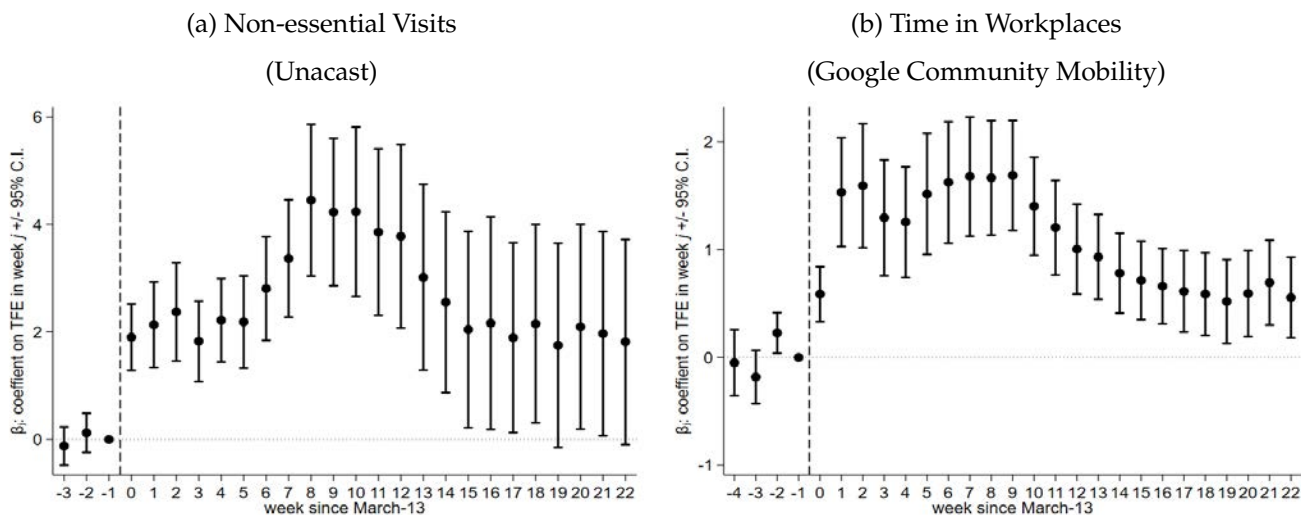 (a) Non-essential Visits
(Unacast)
βj: coeffient on TFE in week j +/- 95% C.I.
6
4
2
0
-3 -2 -1 0 1 2 3 4 5 6 7 8 9 10 11 12 13 14 15 16 17 18 19 20 21 22
week since March-13
(b) Time in Workplaces
(Google Community Mobility)
βj: coeffient on TFE in week j +/- 95% C.I.
2
1
0
-1
-4 -3 -2 -1 0 1 2 3 4 5 6 7 8 9 10 11 12 13 14 15 16 17 18 19 20 21 22
week since March-13